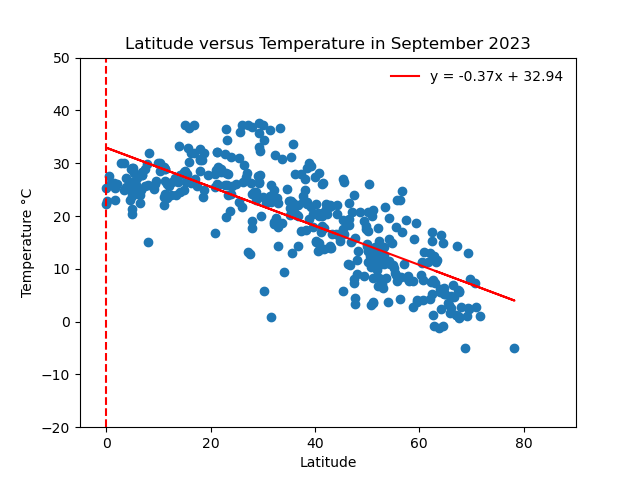 Latitude versus Temperature in September 2023
y = -0.37x + 32.94
50
40
30
20
10
0
−10
−20
Temperature °C
0 20 40 60 80
Latitude